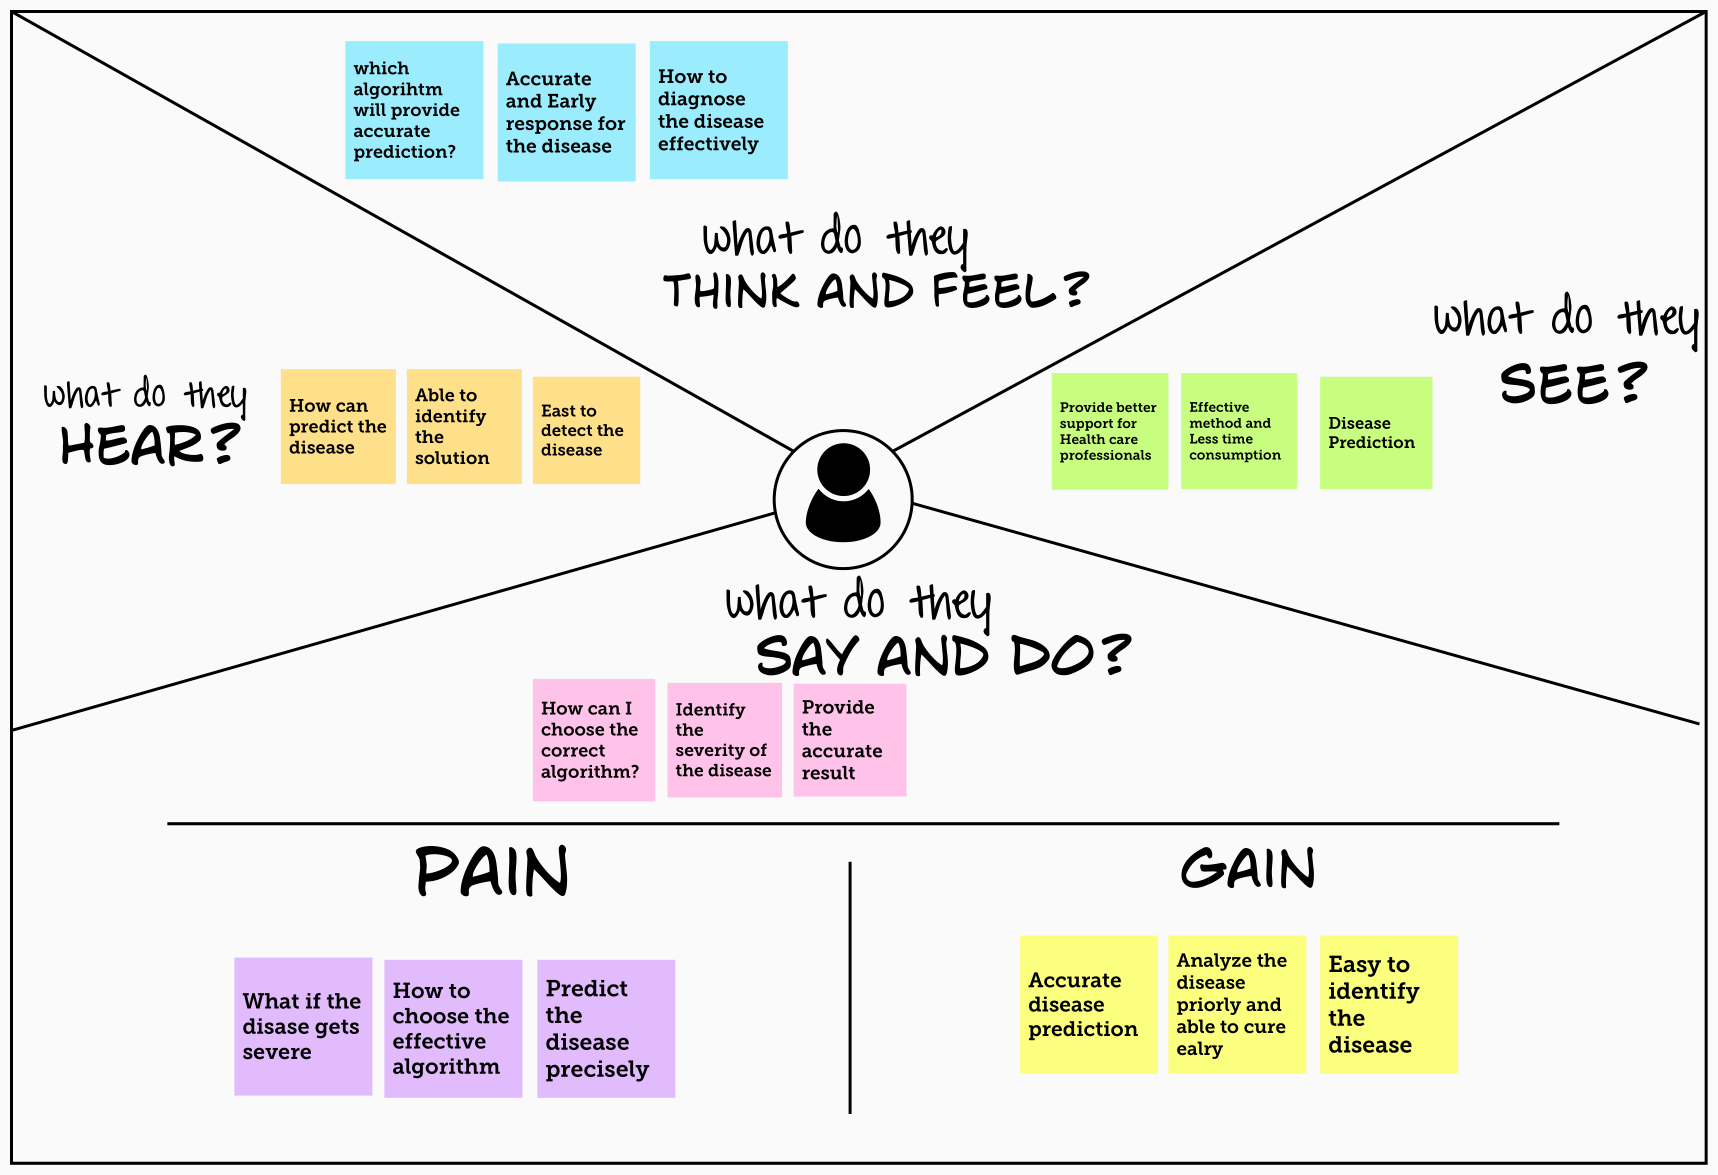 which
algorihtm
will provide
accurate
prediction?
Accurate
and Early
response for
the disease
How to
diagnose
the disease
effectively
what do they
THINK AND FEEL?
what do they
HEAR?
How can
predict the
disease
Able to
identify
the
solution
East to
detect the
disease
what do they
SEE?
Provide better
support for
Health care
professionals
Effective
method and
Less time
consumption
Disease
Prediction
what do they
SAY AND DO?
How can I
choose the
correct
algorithm?
Identify
the
severity of
the disease
Provide
the
accurate
result
PAIN
What if the
disase gets
severe
How to
choose the
effective
algorithm
Predict
the
disease
precisely
GAIN
Accurate
disease
prediction
Analyze the
disease
priorly and
able to cure
ealry
Easy to
identify
the
disease